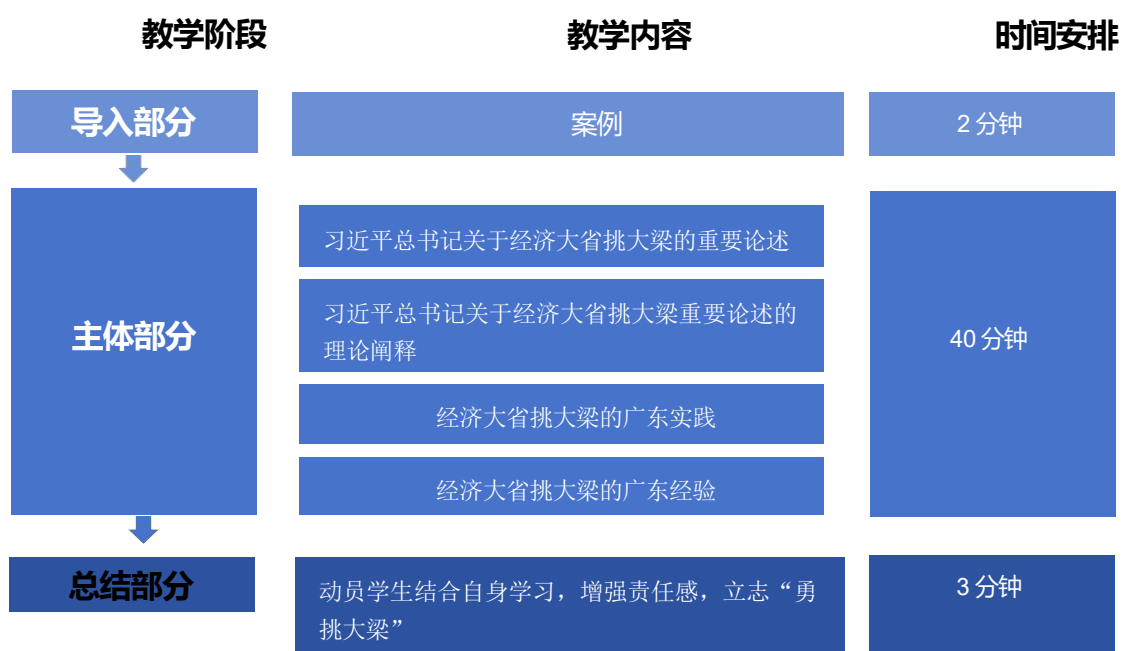 教学阶段 教学内容 时间安排
导入部分 案例 2 分钟
习近平总书记关于经济大省挑大梁的重要论述
习近平总书记关于经济大省挑大梁重要论述的
理论阐释
主体部分 40 分钟
经济大省挑大梁的广东实践
经济大省挑大梁的广东经验
总结部分 动员学生结合自身学习，增强责任感，立志“勇 3 分钟
挑大梁”